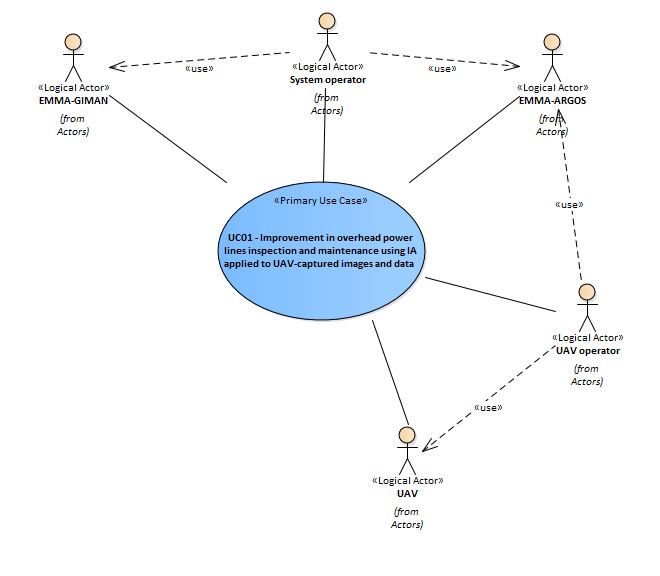 «Logical Actor»
System operator
(from
Actors)
«use»
«use»
«Logical Actor»
EMMA-GIMAN
(from
Actors)
«Logical Actor»
EMMA-ARGOS
(from
Actors)
«Primary Use Case»
UC01 - Improvement in overhead power
lines inspection and maintenance using IA
applied to UAV-captured images and data
«use»
«Logical Actor»
UAV operator
(from
Actors)
«use»
«Logical Actor»
UAV
(from
Actors)